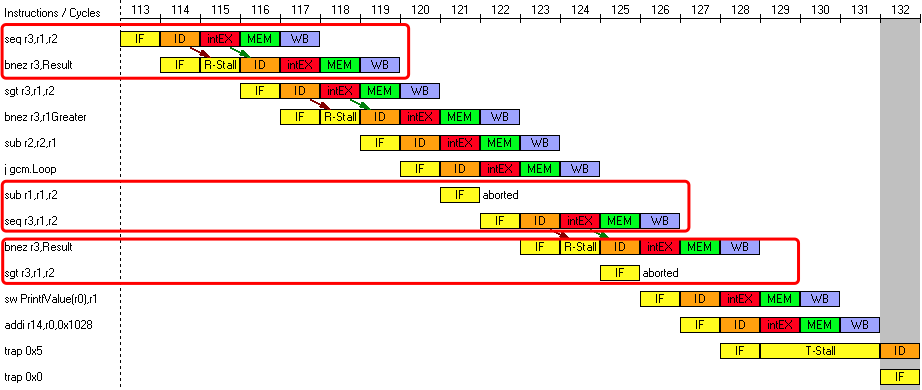 Instructions / Cycles 113 114 115 116 117 118 119 120 121 122 123 124 125 126 127 128 129 130 131 132
seq r3,r1,r2 IF ID intEX MEM WB
bnez r3,Result IF R-Stall ID intEX MEM WB
sgt r3,r1,r2 IF ID intEX MEM WB
bnez r3,r1Greater IF R-Stall ID intEX MEM WB
sub r2,r2,r1 IF ID intEX MEM WB
j gcm.Loop IF ID intEX MEM WB
sub r1,r1,r2 IF aborted
seq r3,r1,r2 IF ID intEX MEM WB
bnez r3,Result IF R-Stall ID intEX MEM WB
sgt r3,r1,r2 IF aborted
sw PrintfValue(r0),r1 IF ID intEX MEM WB
addi r14,r0,0x1028 IF ID intEX MEM WB
trap 0x5 IF T-Stall ID
trap 0x0 IF